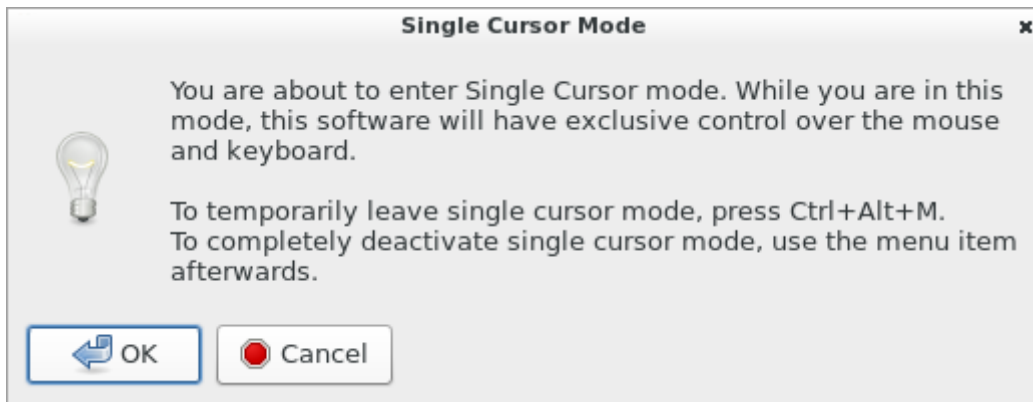 Single Cursor Mode
You are about to enter Single Cursor mode. While you are in this
mode, this software will have exclusive control over the mouse
and keyboard.
To temporarily leave single cursor mode, press Ctrl+Alt+M.
To completely deactivate single cursor mode, use the menu item
afterwards.
OK
Cancel